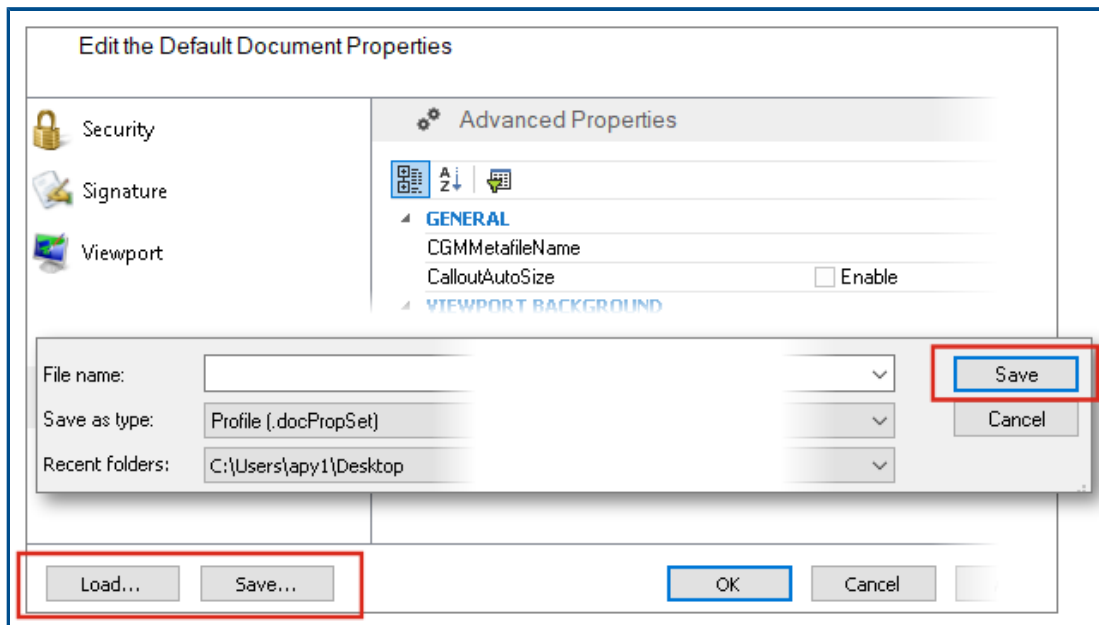 Edit the Default Document Properties
Security
Signature
Viewport
Advanced Properties
A
Z
GENERAL
CGMMetafileName
CalloutAutoSize Enable
VIEWPORT BACKGROUND
File name: Save
Save as type: Profile (.docPropSet) Cancel
Recent folders: C:\Users\apy1\Desktop
Load... Save... OK Cancel